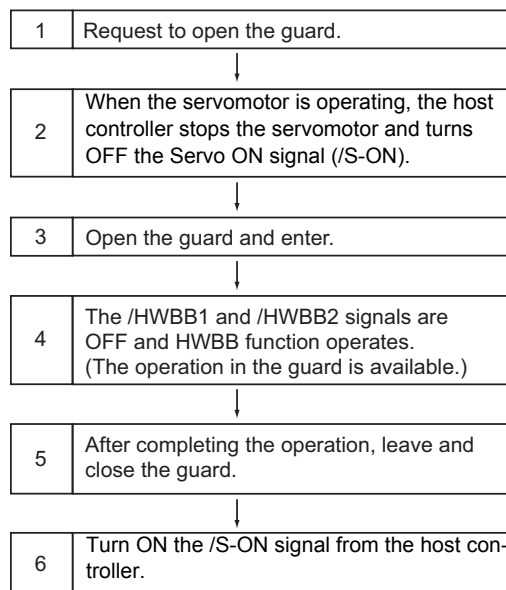 1 Request to open the guard.
When the servomotor is operating, the host
2 controller stops the servomotor and turns
OFF the Servo ON signal (/S-ON).
3 Open the guard and enter.
The /HWBB1 and /HWBB2 signals are
4 OFF and HWBB function operates.
(The operation in the guard is available.)
5 After completing the operation, leave and
close the guard.
6 Turn ON the /S-ON signal from the host con-
troller.